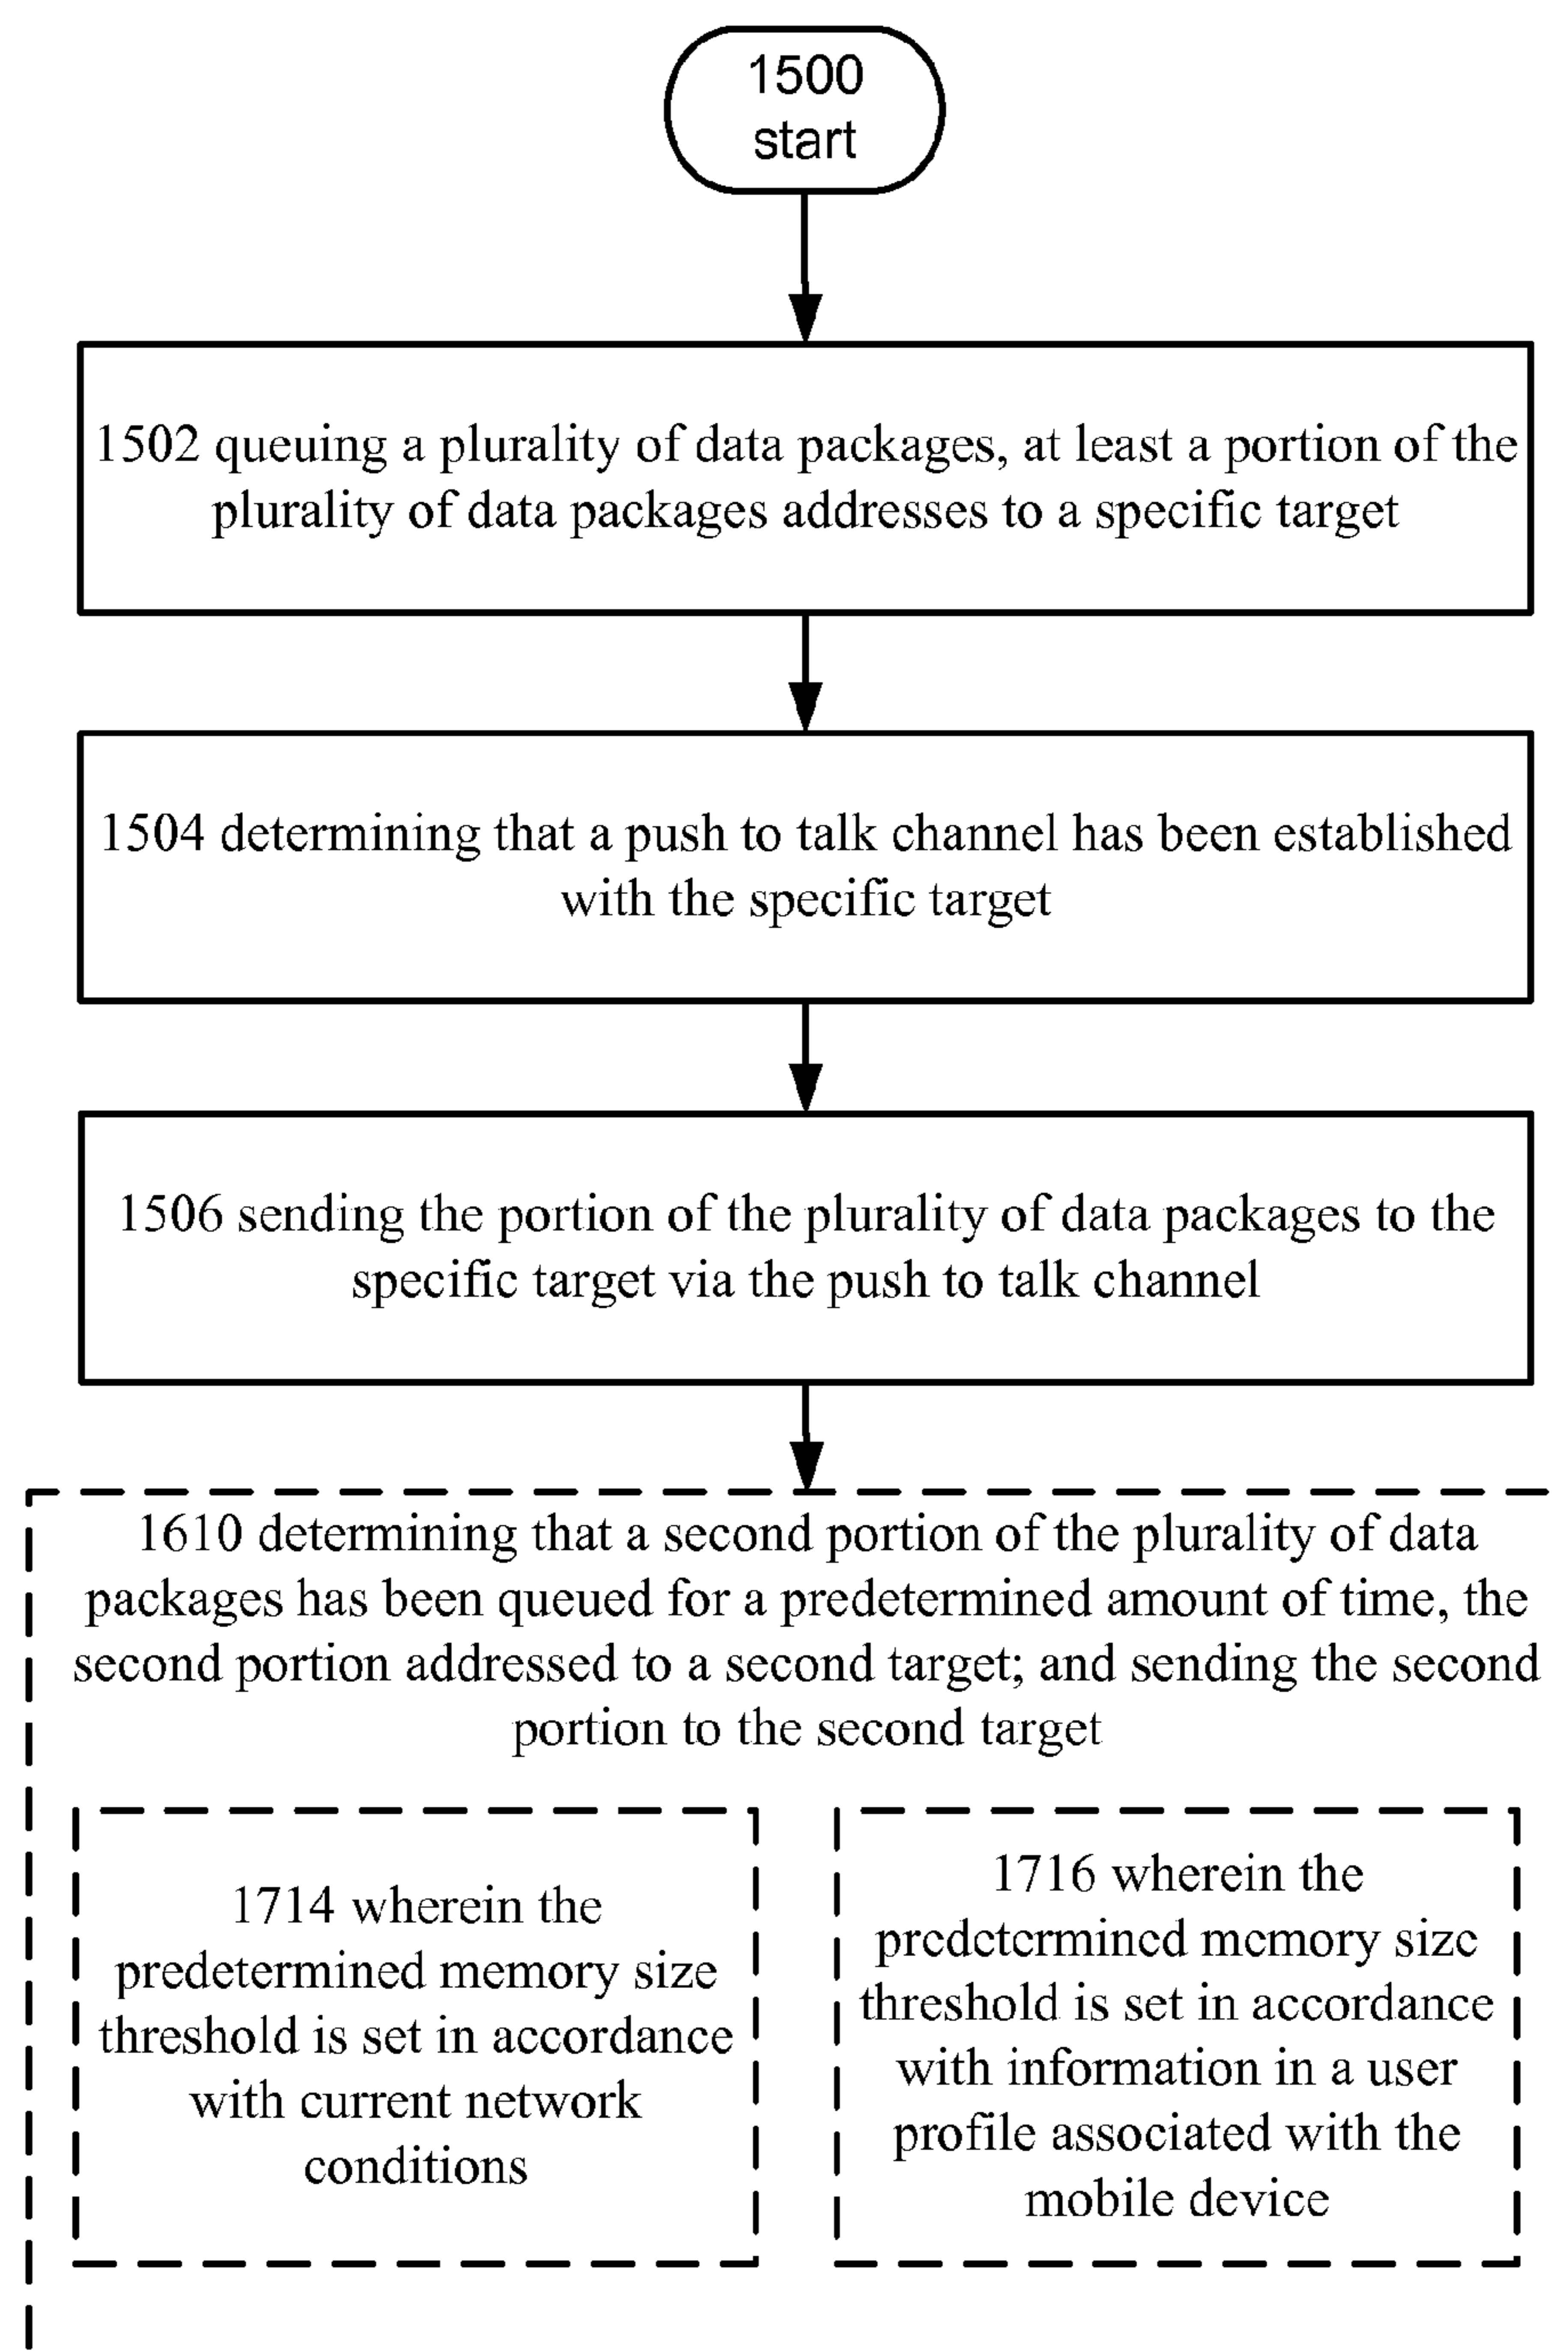 1500
start
1502 queuing a plurality of data packages, at least a portion of the
plurality of data packages addresses to a specific target
1504 determining that a push to talk channel has been established
with the specific target
1506 sending the portion of the plurality of data packages to the
specific target via the push to talk channel
1610 determining that a second portion of the plurality of data
packages has been queued for a predetermined amount of time, the
second portion addressed to a second target; and sending the second
portion to the second target
1714 wherein the
predetermined memory size
threshold is set in accordance
with current network
conditions
1716 wherein the
predetermined memory size
threshold is set in accordance
with information in a user
profile associated with the
mobile device